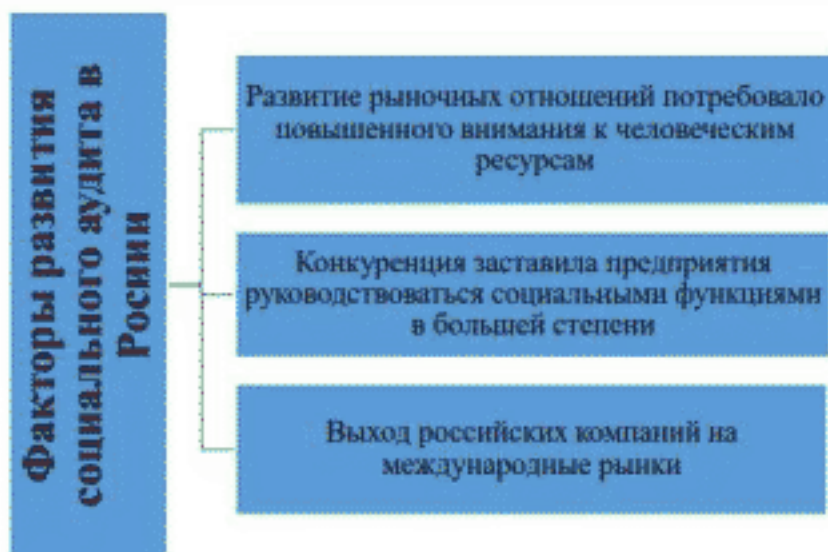 Факторы развития
социального аудита в
Росиии
Развитие рыночных отношений потребовало
повышенного внимания к человеческим
ресурсам
Конкуренция заставила предприятия
руководствоваться социальными функциями
в большей степени
Выход российских компаний на
международные рынки